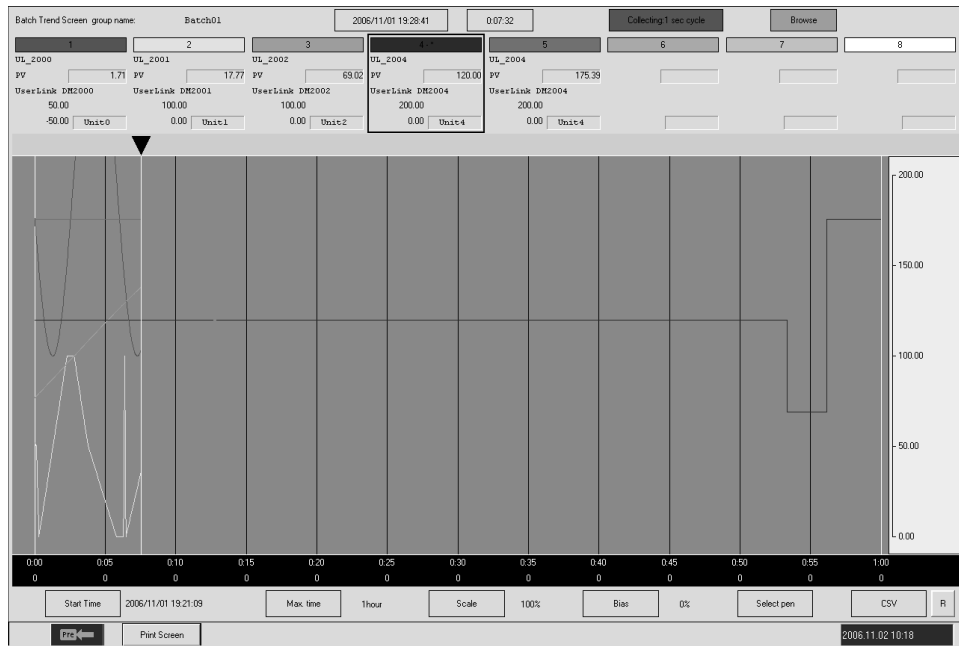 Batch Trend Screen group name: Batch01 2006/11/01 19:28:41 0:07:32 Collecting:1 sec cycle Browse
1 2 3 4-* 5 6 7 8
UL_2000 UL_2001 UL_2002 UL_2004 UL_2004
PV 1.71 PV 17.77 PV 69.02 PV 120.00 PV 175.39
UserLink DM2000 UserLink DM2001 UserLink DM2002 UserLink DM2004 UserLink DM2004
50.00 100.00 100.00 200.00 200.00
-50.00 Unit0 0.00 Unit1 0.00 Unit2 0.00 Unit4 0.00 Unit4
200.00
150.00
100.00
50.00
0.00
0:00 0:05 0:10 0:15 0:20 0:25 0:30 0:35 0:40 0:45 0:50 0:55 1:00
0 0 0 0 0 0 0 0 0 0 0 0 0
Start Time 2006/11/01 19:21:09 Max. time 1hour Scale 100% Bias 0% Select pen CSV R
Pre Print Screen 2006.11.02 10:18